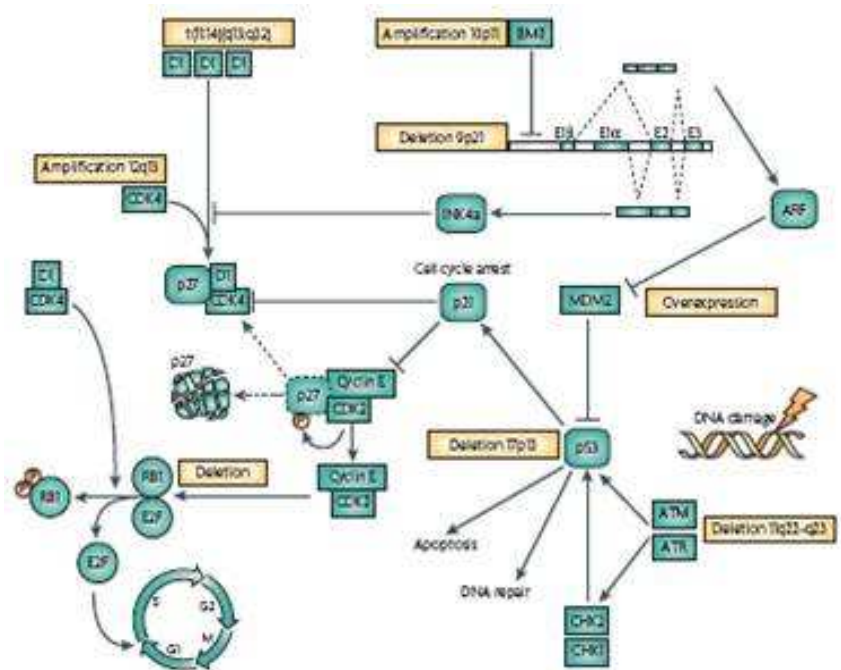 t(11;14)(q13;q32)
D1 D1 D1
Amplification 10p11
BMI1
E1β E1α E2 E3
Deletion 9p21
Amplification 12q13
CDK4
INK4a
ARF
D1
CDK4
p27
D1
CDK4
Cell cycle arrest
p21
MDM2
Overexpression
p27
p27
Cyclin E
CDK2
P
DNA damage
Deletion 17p13
p53
RB1
Deletion
RB1
E2F
Cyclin E
CDK2
ATM
ATR
Deletion 11q22-q23
Apoptosis
DNA repair
E2F
S
G2
M
G1
CHK2
CHK1